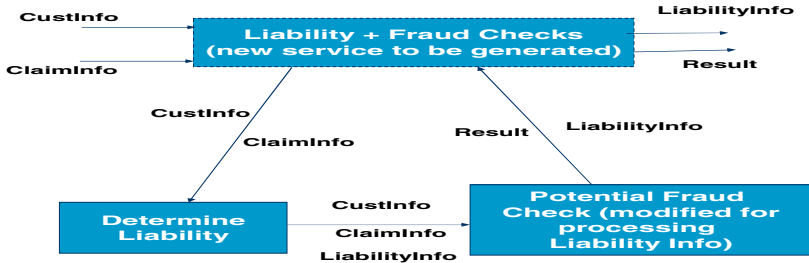 CustInfo
ClaimInfo
Liability + Fraud Checks
(new service to be generated)
LiabilityInfo
Result
CustInfo
ClaimInfo
Result
LiabilityInfo
Determine
Liability
CustInfo
ClaimInfo
LiabilityInfo
Potential Fraud
Check (modified for
processing
Liability Info)